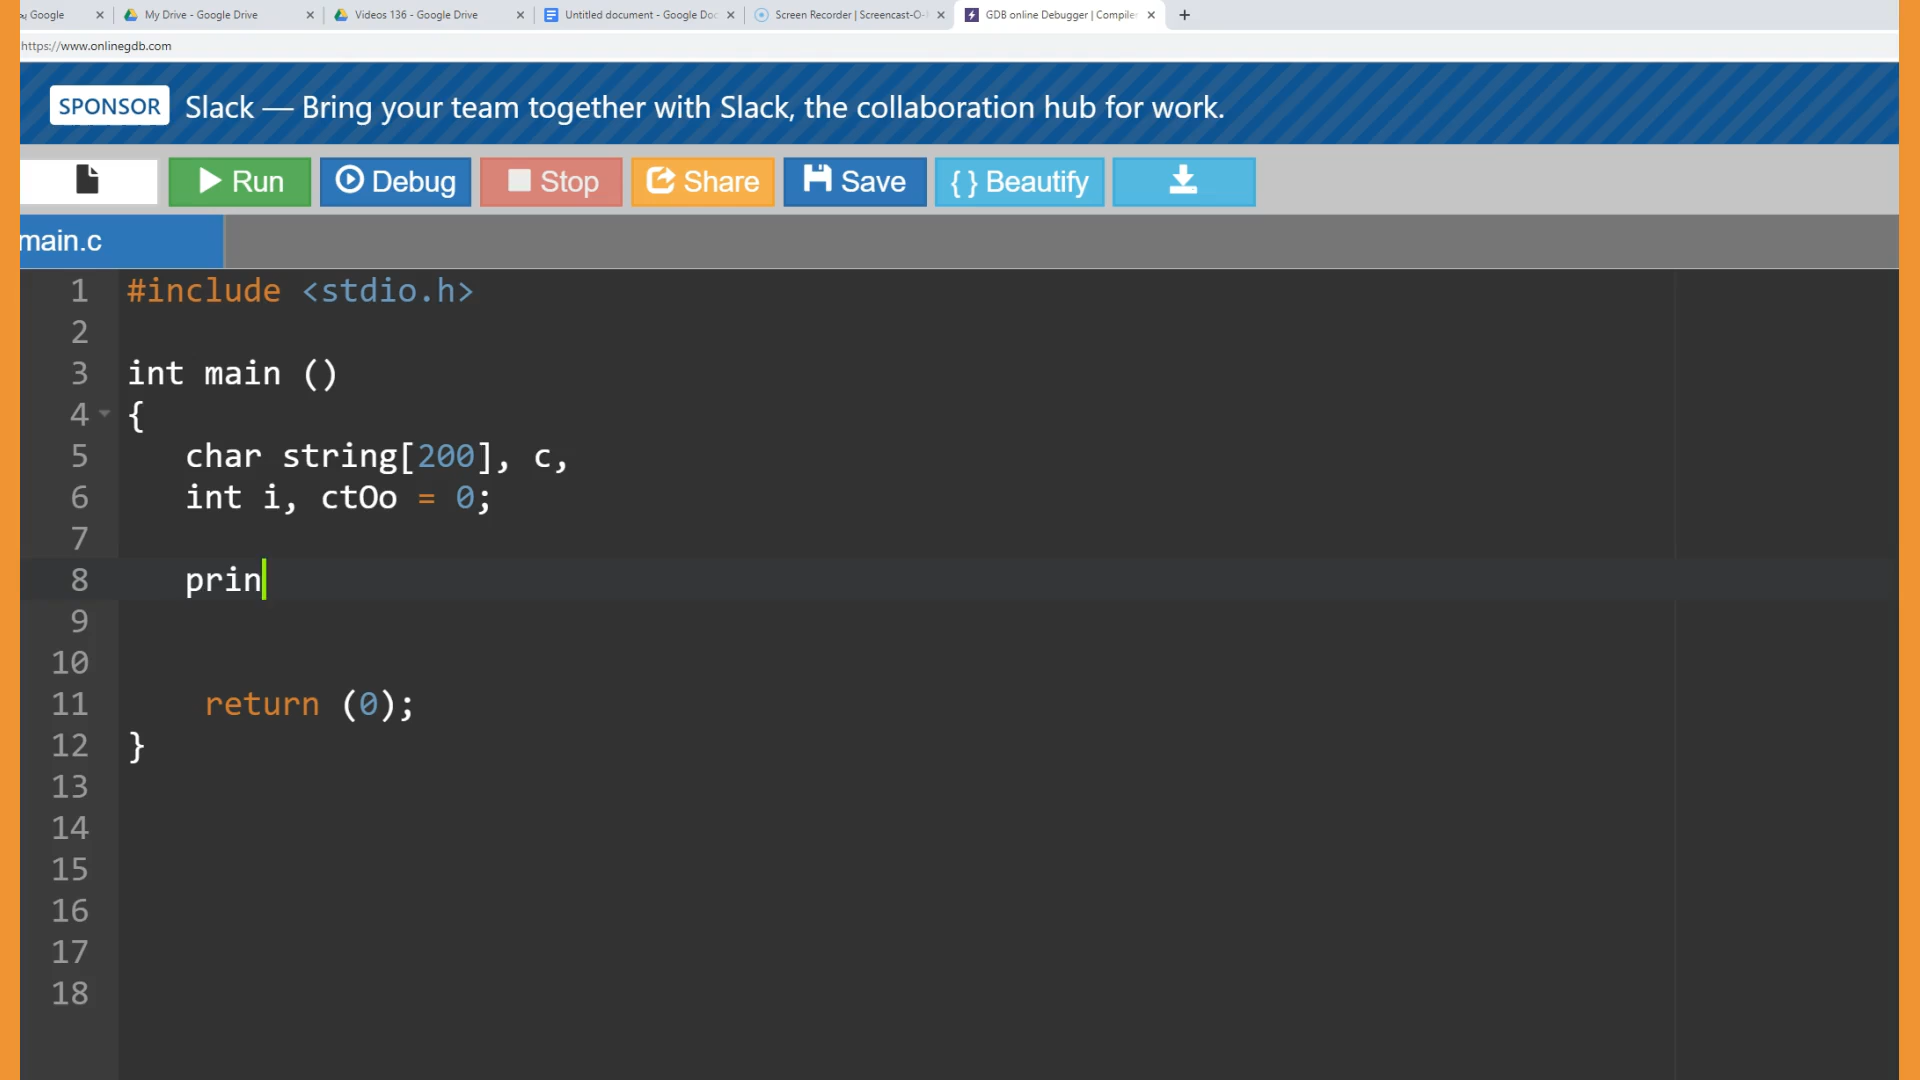 Google My Drive - Google Drive Videos 136 - Google Drive Untitled document - Google Doc Screen Recorder | Screencast-O- GDB online Debugger | Compiler
https://www.onlinegdb.com
SPONSOR Slack — Bring your team together with Slack, the collaboration hub for work.
Run Debug Stop Share Save { } Beautify
main.c
1 #include <stdio.h>
2
3 int main ()
4 {
5 char string[200], c,
6 int i, ctOo = 0;
7
8 prin
9
10
11 return (0);
12 }
13
14
15
16
17
18